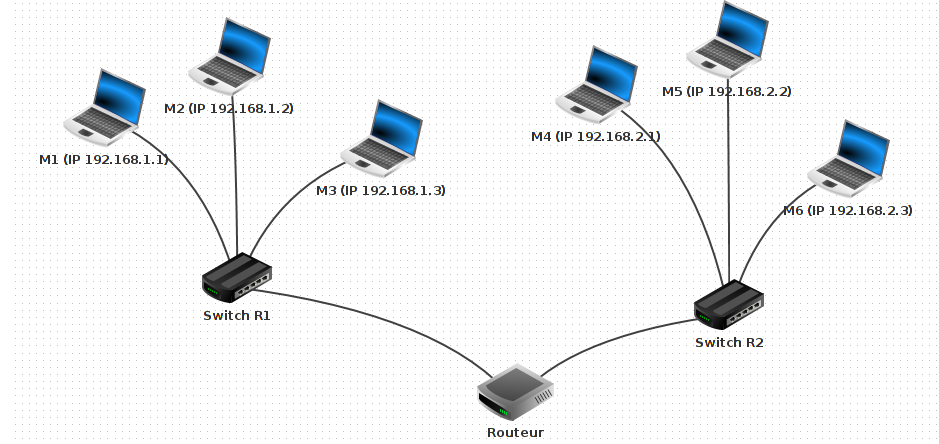 M2 (IP 192.168.1.2)
M5 (IP 192.168.2.2)
M4 (IP 192.168.2.1)
M1 (IP 192.168.1.1)
M3 (IP 192.168.1.3)
M6 (IP 192.168.2.3)
Switch R1
Switch R2
Routeur